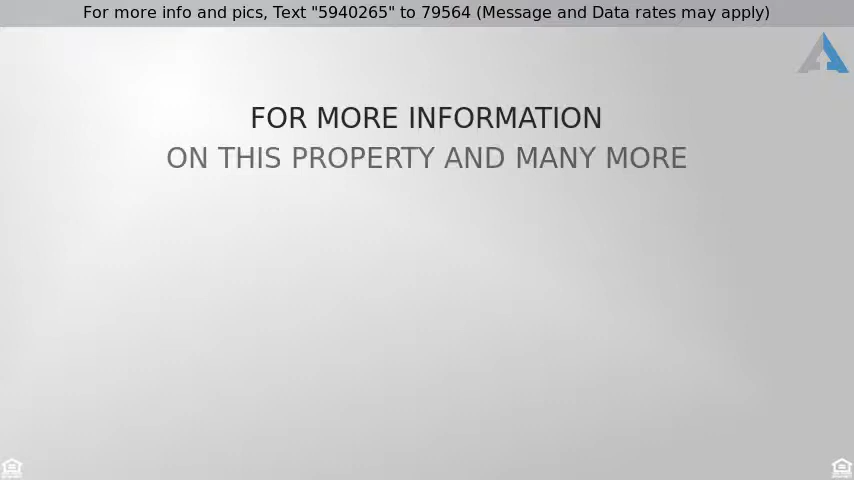 For more info and pics, Text "5940265" to 79564 (Message and Data rates may apply)
FOR MORE INFORMATION
ON THIS PROPERTY AND MANY MORE